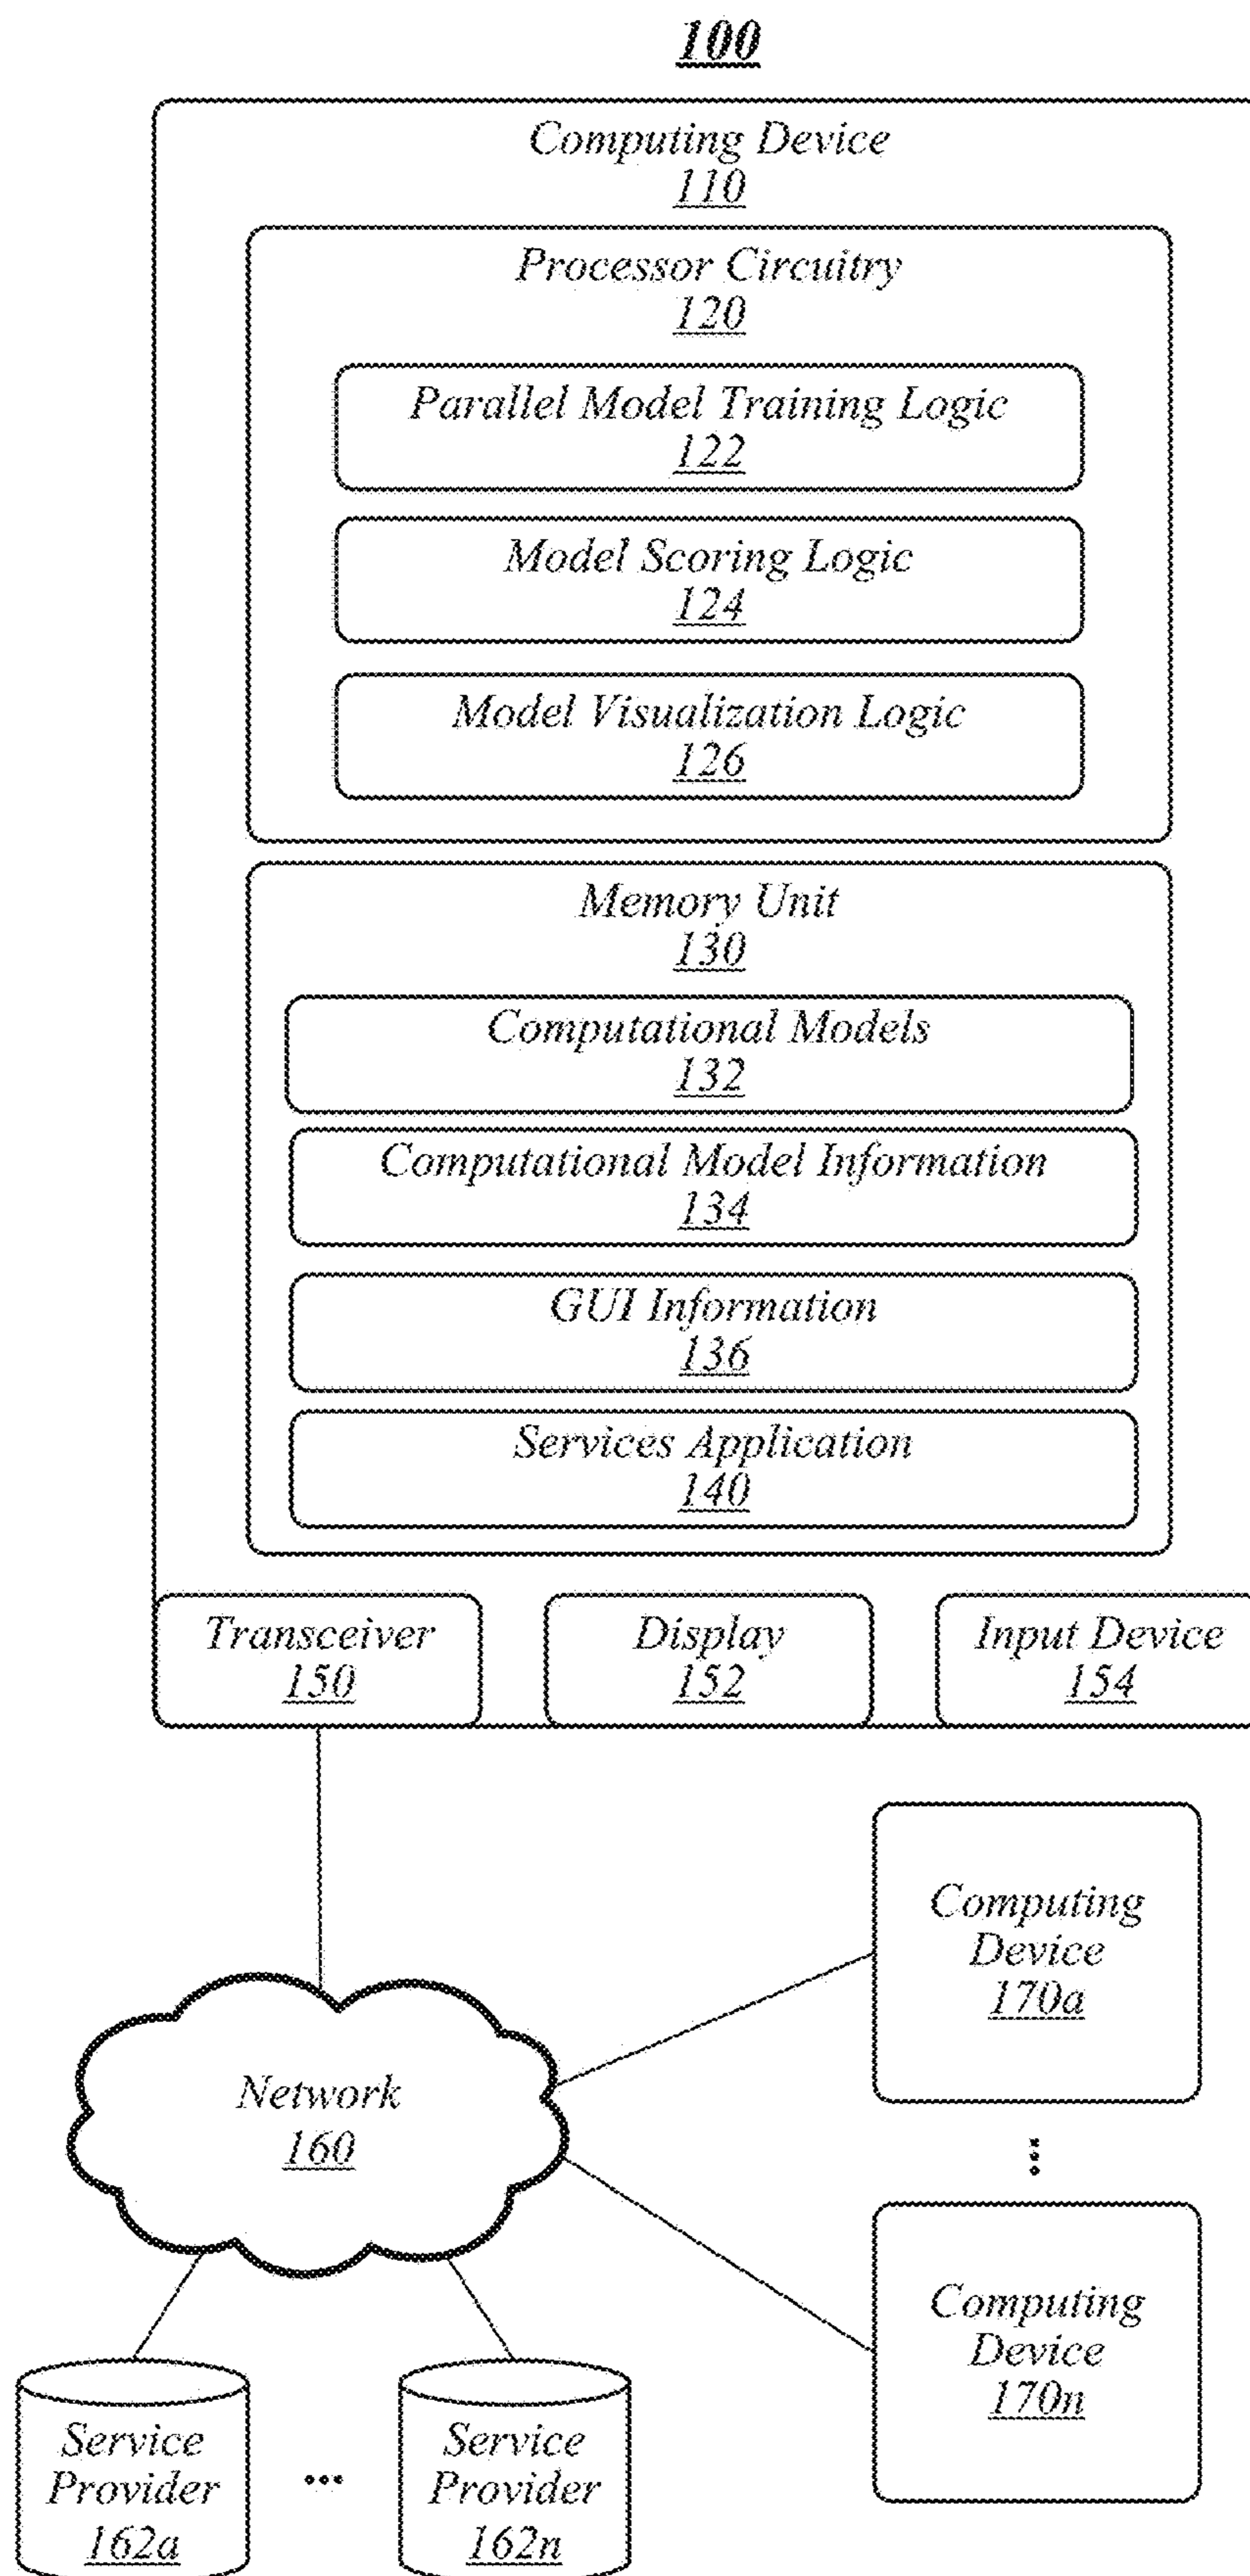 100
Computing Device
110
Processor Circuitry
120
Parallel Model Training Logic
122
Model Scoring Logic
124
Model Visualization Logic
126
Memory Unit
130
Computational Models
132
Computational Model Information
134
GUI Information
136
Services Application
140
Transceiver
150
Display
152
Input Device
154
Computing
Device
170a
Network
160
Computing
Device
170n
Service
Provider
162a
Service
Provider
162n